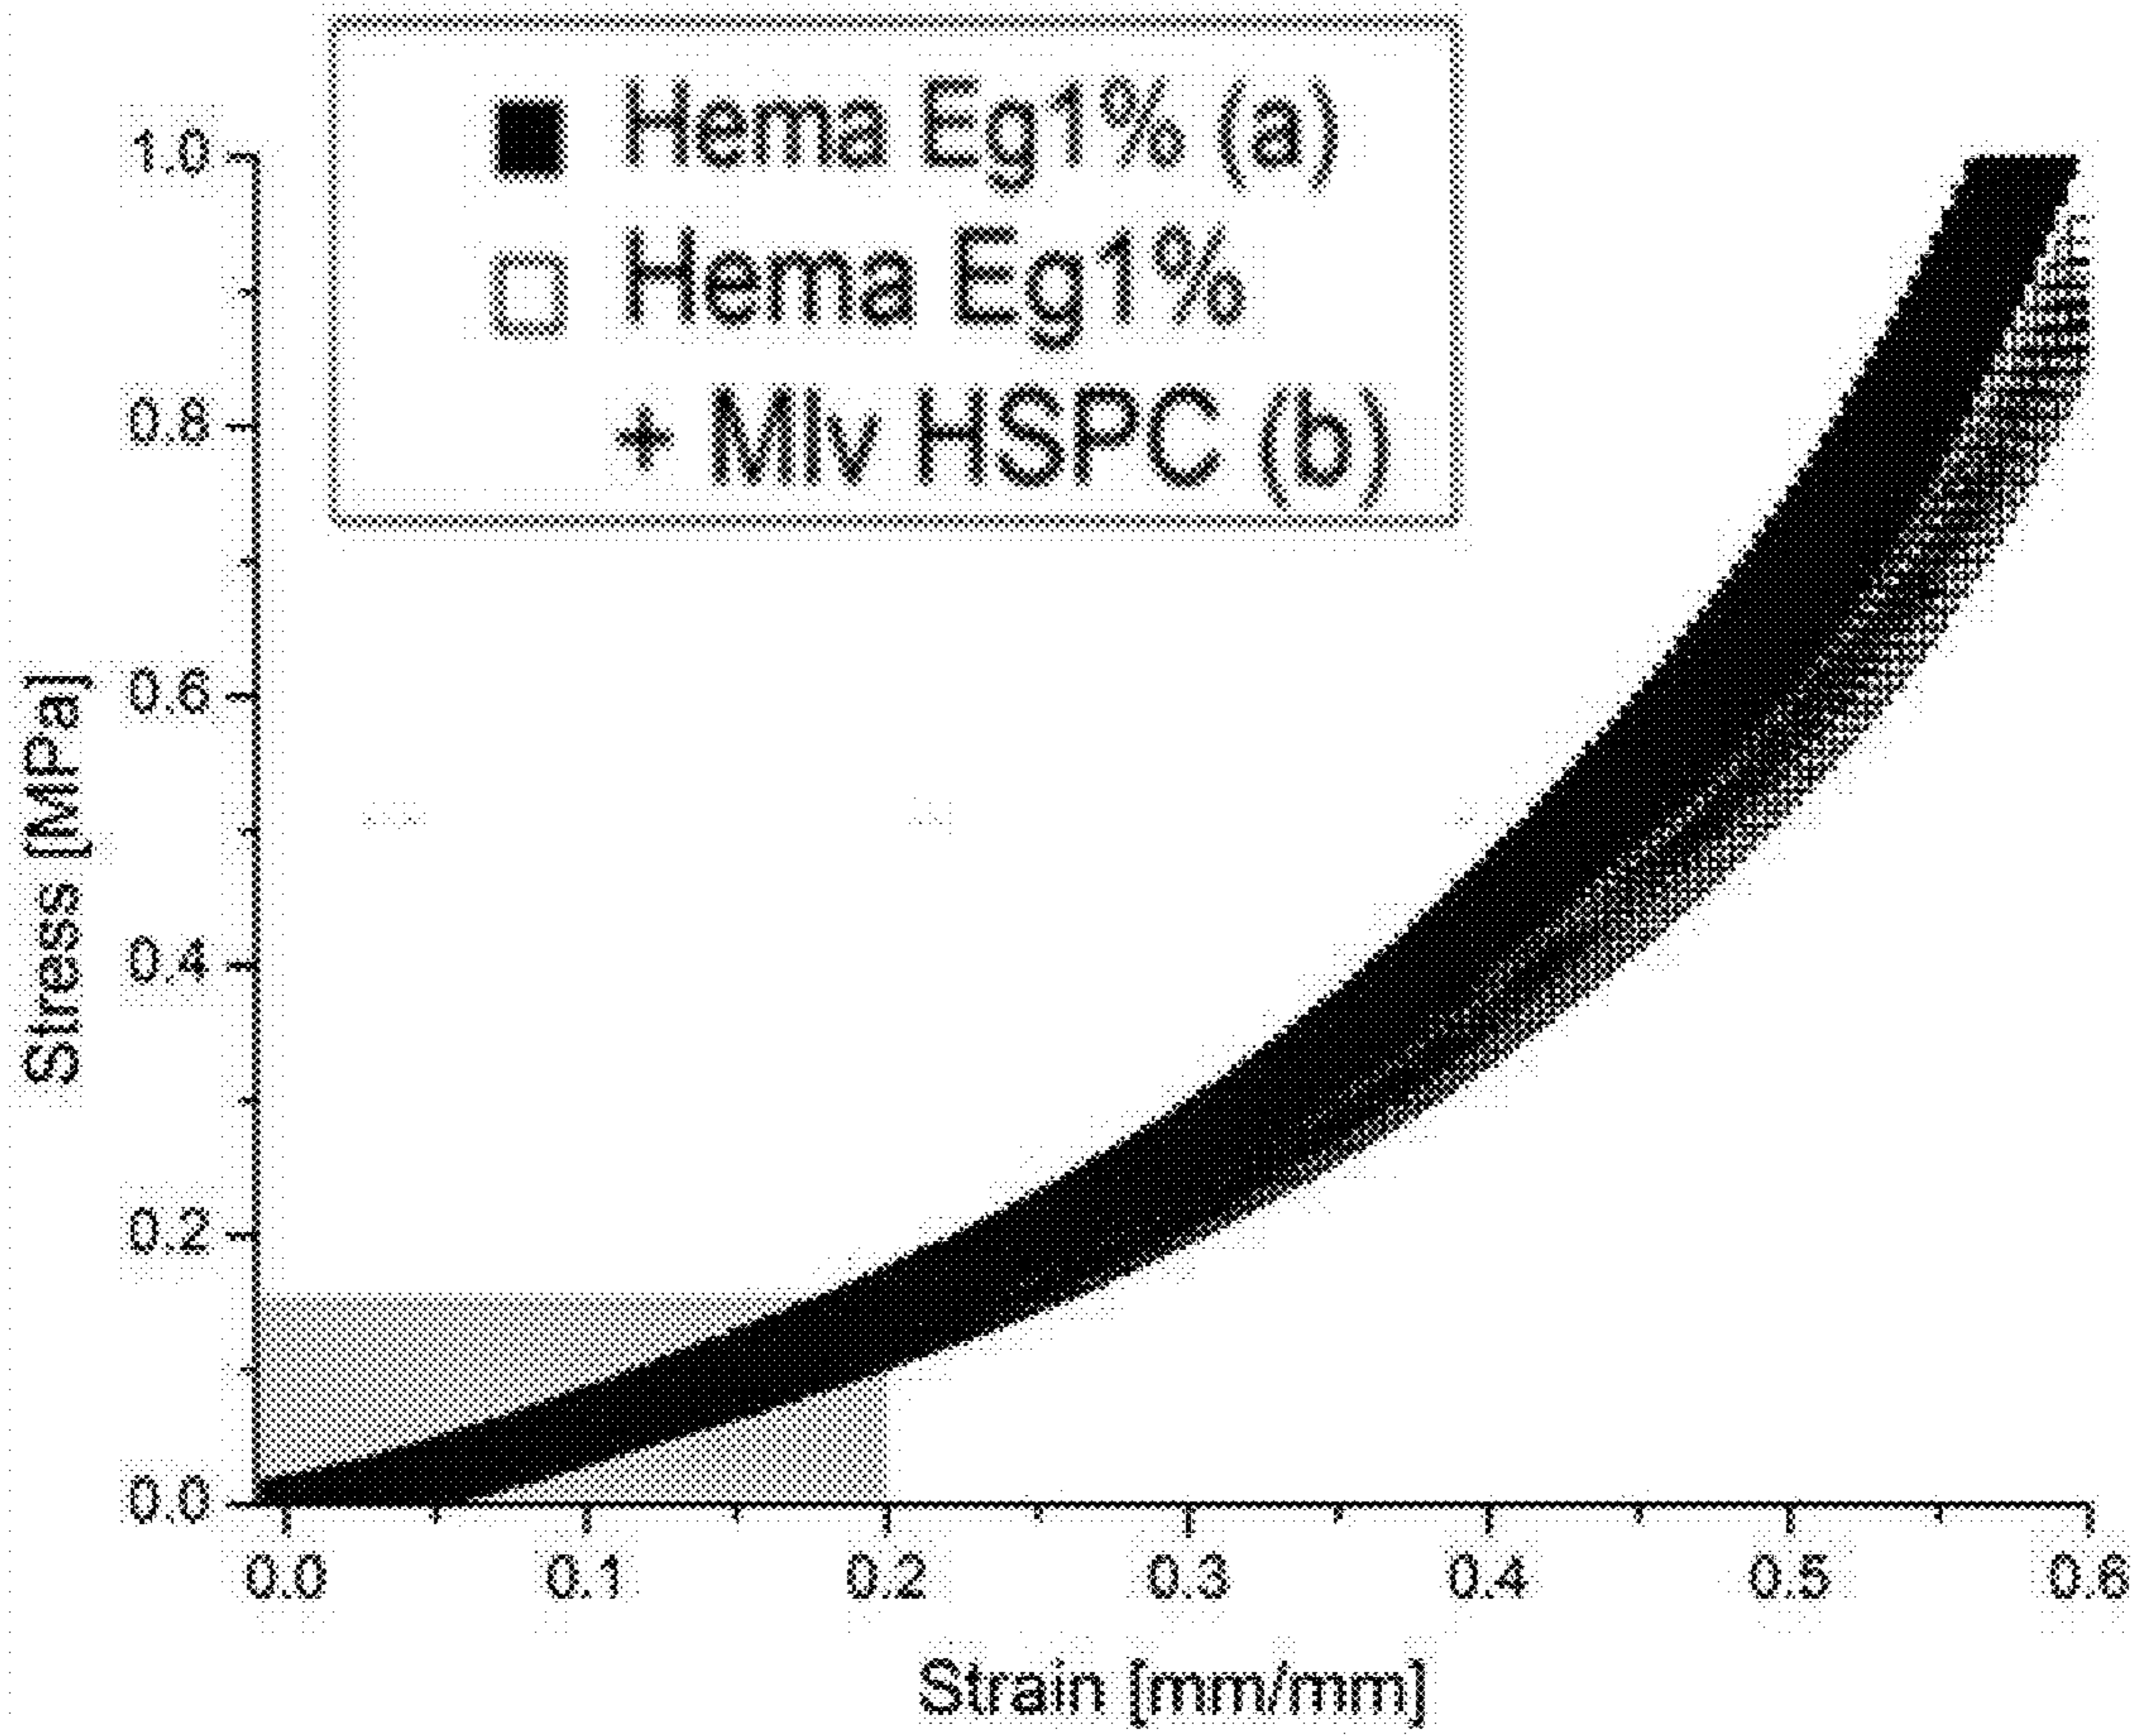 Hema Eg1% (a)
Hema Eg1%
+ Mlv HSPC (b)
1.0
0.8
0.6
0.4
0.2
0.0
Stress [MPa]
0.0 0.1 0.2 0.3 0.4 0.5 0.6
Strain [mm/mm]